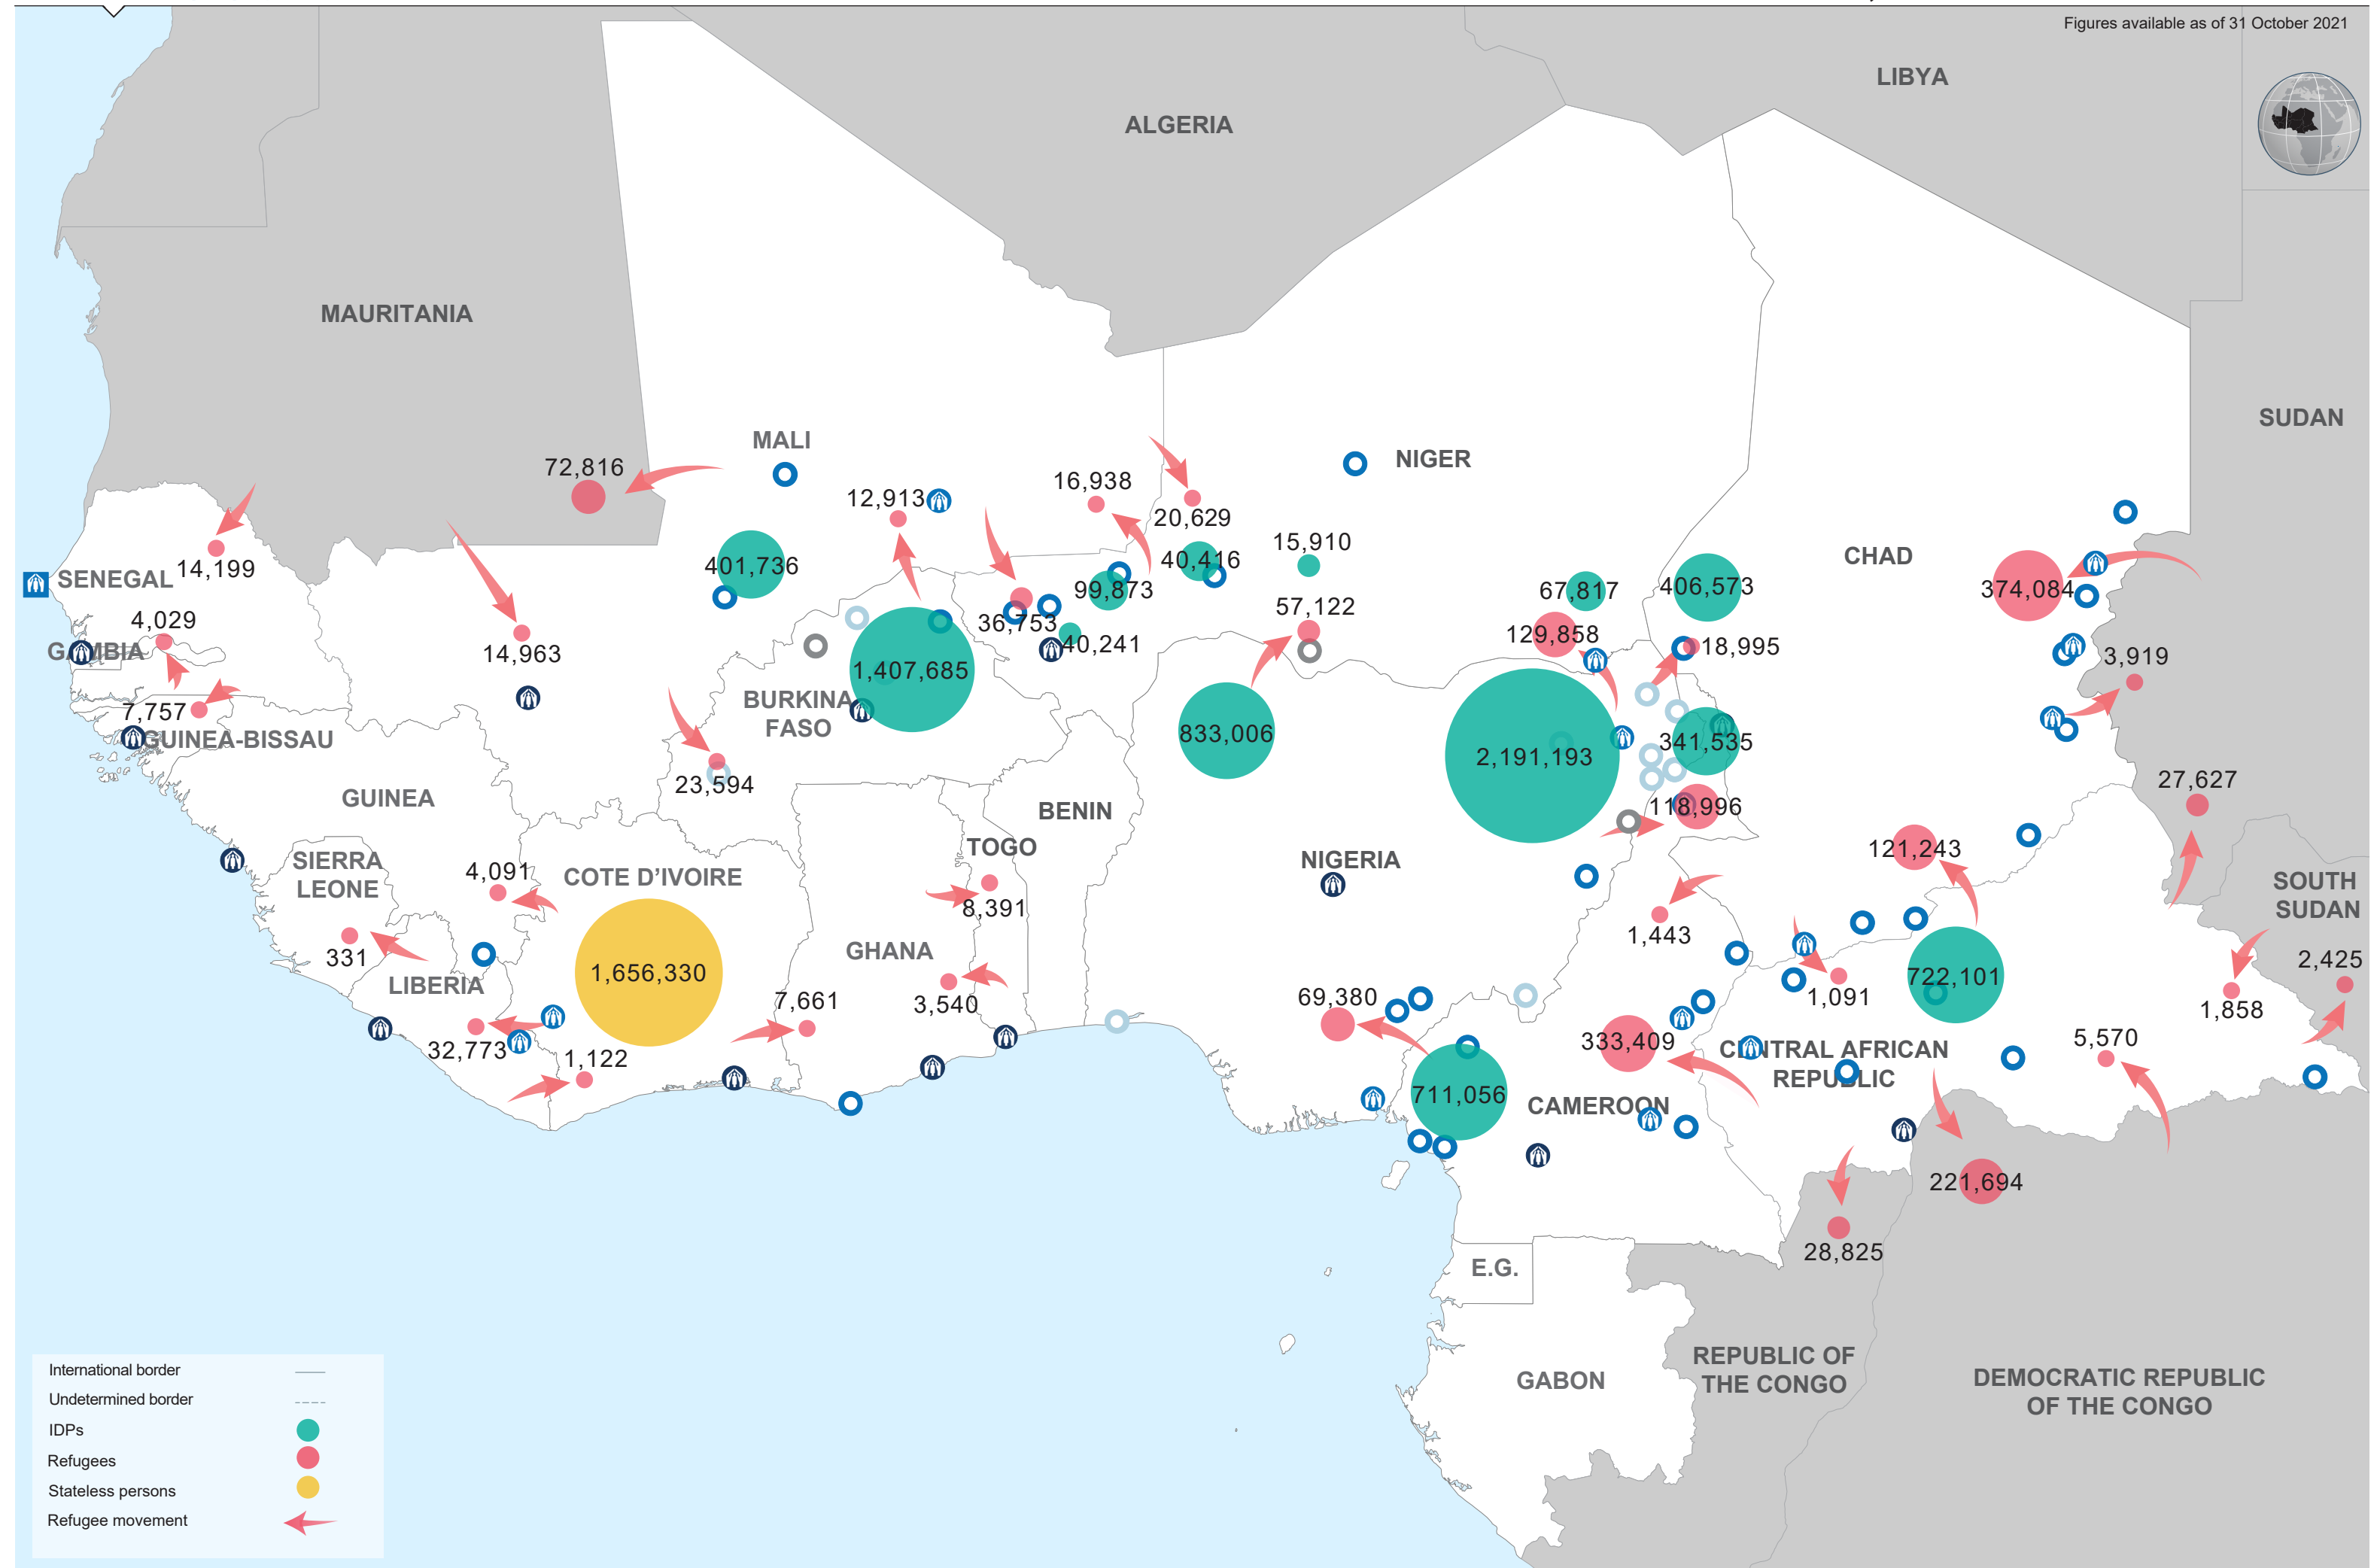 Figures available as of 31 October 2021
LIBYA
ALGERIA
MAURITANIA
SUDAN
MALI
NIGER
72,816
16,938
12,913
20,629
15,910
CHAD
401,736
40,416
14,199
SENEGAL
99,873
67,817
406,573
374,084
57,122
4,029
36,753
129,858
40,241
18,995
GAMBIA
14,963
3,919
1,407,685
BURKINA
FASO
7,757
GUINEA-BISSAU
833,006
341,535
2,191,193
23,594
27,627
GUINEA
BENIN
118,996
TOGO
121,243
SIERRA
LEONE
NIGERIA
4,091
COTE D’IVOIRE
SOUTH
SUDAN
8,391
1,443
331
GHANA
2,425
1,656,330
722,101
LIBERIA
7,661
3,540
69,380
1,091
1,858
333,409
32,773
1,122
CENTRAL AFRICAN
REPUBLIC
5,570
711,056
CAMEROON
221,694
28,825
E.G.
REPUBLIC OF
THE CONGO
GABON
DEMOCRATIC REPUBLIC
OF THE CONGO
International border
Undetermined border
IDPs
Refugees
Stateless persons
Refugee movement